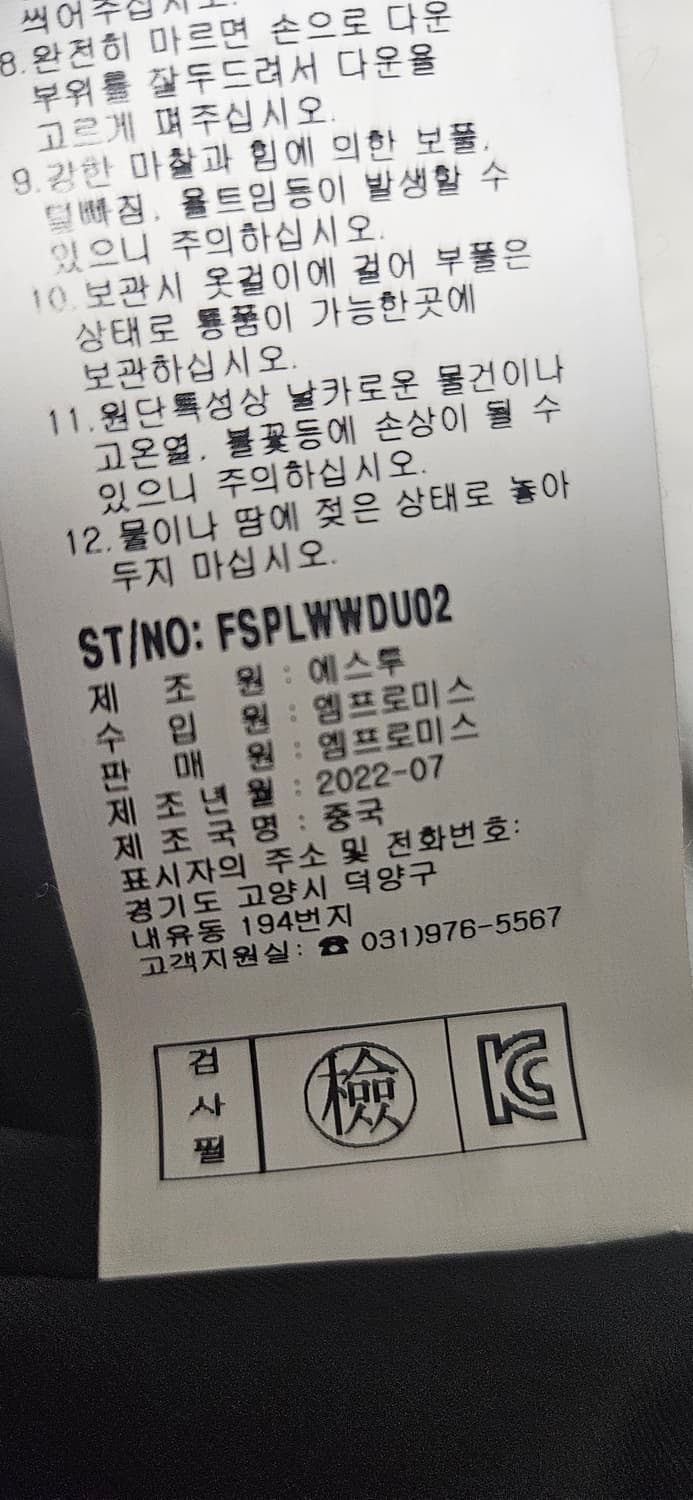 씩어주십시오.
8.완전히 마르면 손으로 다운
부위를 잘두드려서 다운을
고르게 펴주십시오.
9.강한 마찰과 힘에 의한 보풀,
털빠짐, 올트임등이 발생할 수
있으니 주의하십시오.
10.보관시 옷걸이에 걸어 부풀은
상태로 통품이 가능한곳에
보관하십시오.
11.원단특성상 날카로운 물건이나
고온열, 불꽃등에 손상이 될 수
있으니 주의하십시오.
12.물이나 땀에 젖은 상태로 놓아
두지 마십시오.
ST/NO: FSPLWWDU02
제 조 원 : 에스투
수 입 원 : 엠프로미스
판 매 원 : 엠프로미스
제 조 년 월 : 2022-07
제 조 국 명 : 중국
표시자의 주소 및 전화번호:
경기도 고양시 덕양구
내유동 194번지
고객지원실: ☎ 031)976-5567
검사필 檢 KC